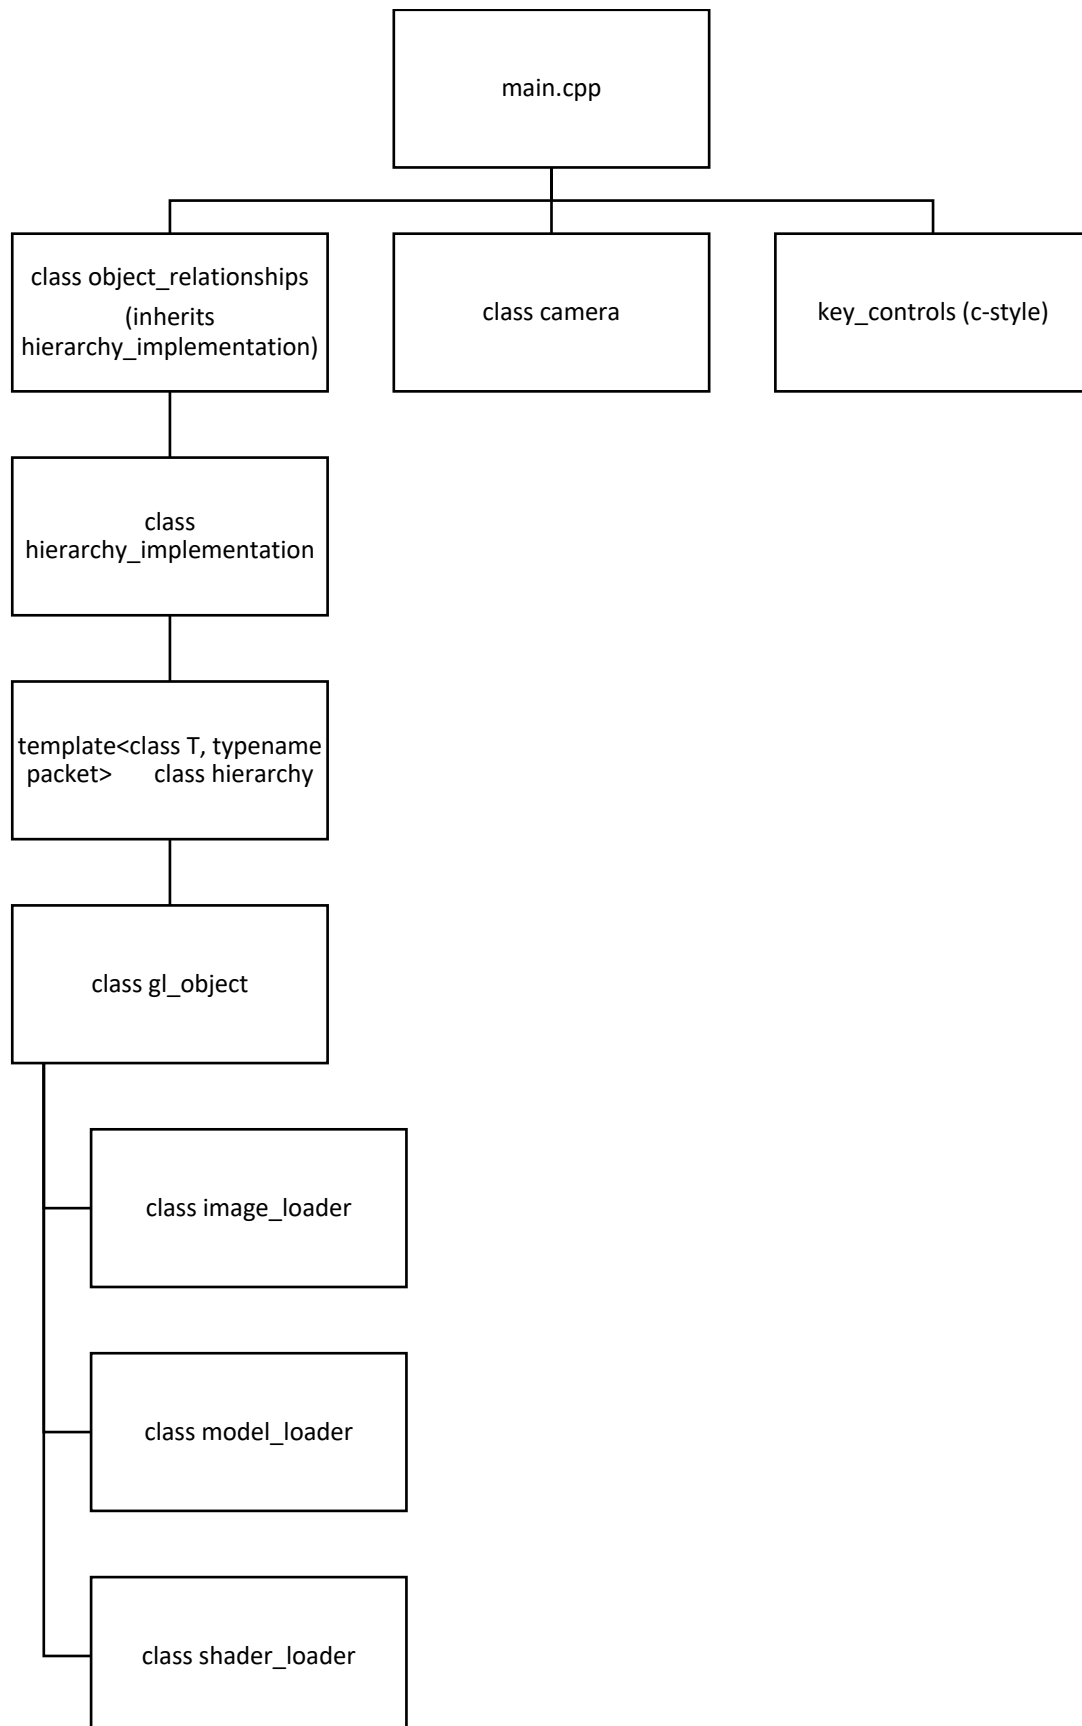 main.cpp
class object_relationships
(inherits
hierarchy_implementation)
class camera
key_controls (c-style)
class
hierarchy_implementation
template<class T, typename
packet> class hierarchy
class gl_object
class image_loader
class model_loader
class shader_loader